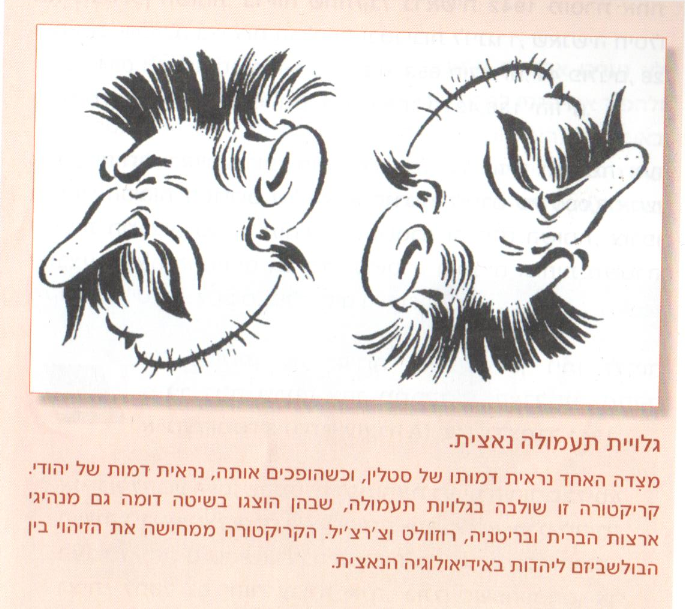 גלויית תעמולה נאצית.
מצִדה האחד נראית דמותו של סטלין, וכשהופכים אותה, נראית דמות של יהודי.
קריקטורה זו שולבה בגלויות תעמולה, שבהן הוצגו בשיטה דומה גם מנהיגי
ארצות הברית ובריטניה, רוזוולט וצ'רצ'יל. הקריקטורה ממחישה את הזיהוי בין
הבולשביזם ליהדות באידיאולוגיה הנאצית.